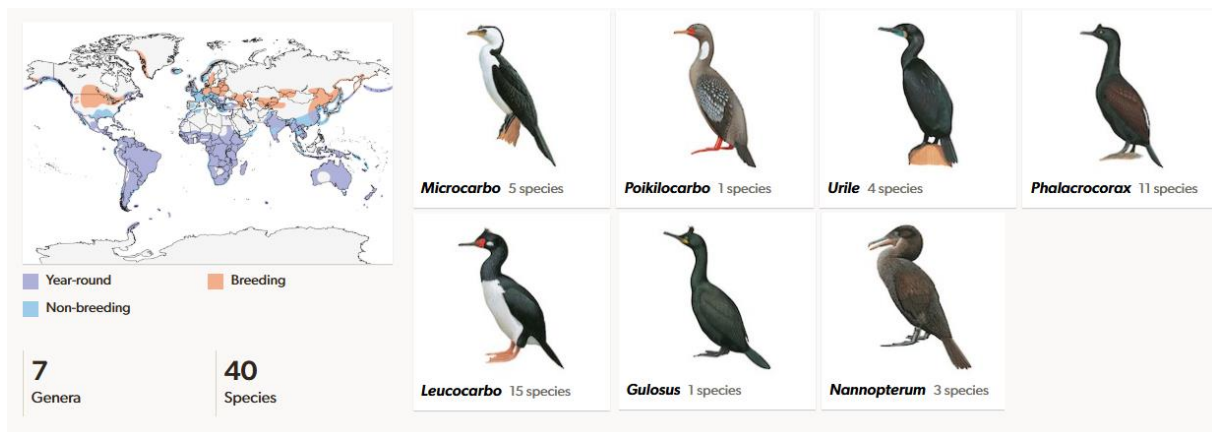 Microcarbo 5 species
Poikilocarbo 1 species
Urile 4 species
Phalacrocorax 11 species
Year-round
Breeding
Non-breeding
7
Genera
40
Species
Leucocarbo 15 species
Gulosus 1 species
Nannopterum 3 species